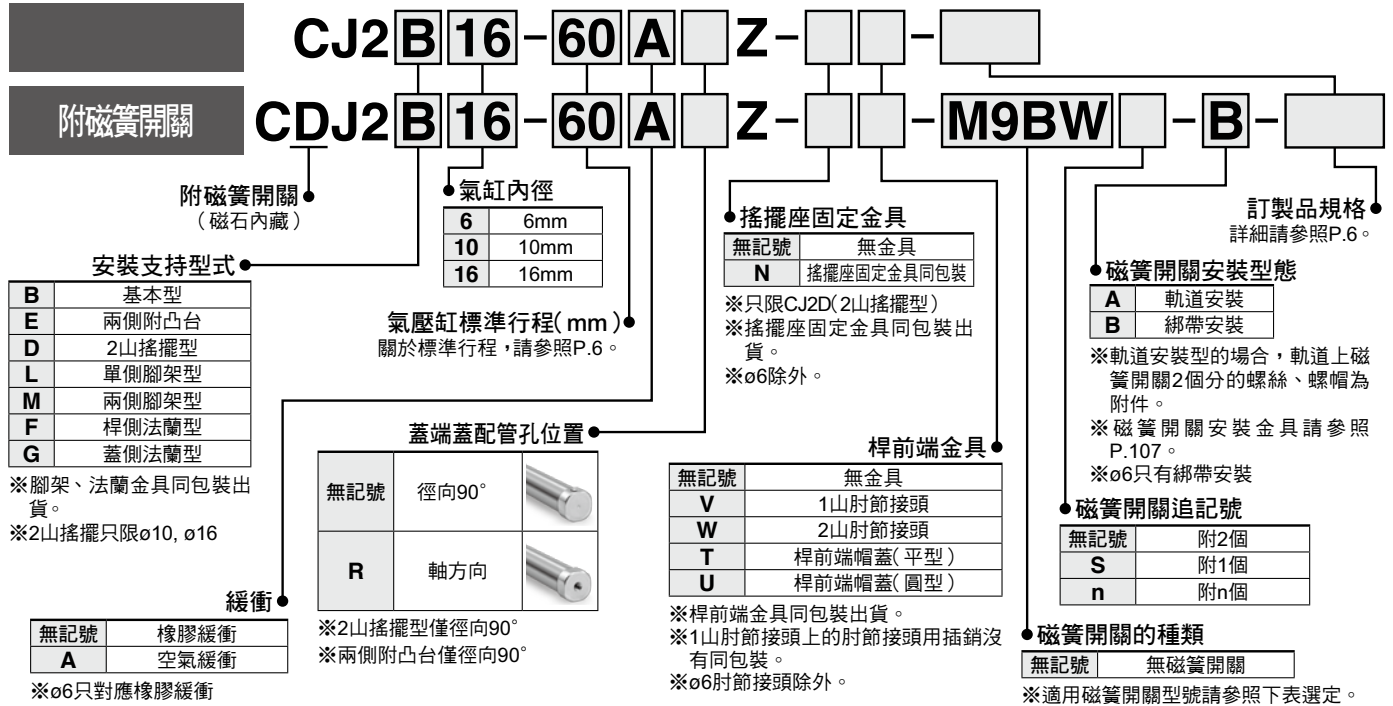 CJ2B16-60A Z- -
附磁簧開關
CDJ2B16-60A Z- -M9BW -B-
附磁簧開關
（磁石內藏）
安裝支持型式
B 基本型
E 兩側附凸台
D 2山搖擺型
L 單側腳架型
M 兩側腳架型
F 桿側法蘭型
G 蓋側法蘭型
※腳架、法蘭金具同包裝出
貨。
※2山搖擺只限ø10, ø16
緩衝
無記號 橡膠緩衝
A 空氣緩衝
※ø6只對應橡膠緩衝
氣缸內徑
6 6mm
10 10mm
16 16mm
氣壓缸標準行程(mm)
關於標準行程，請參照P.6。
蓋端蓋配管孔位置
無記號 徑向90°
R 軸方向
※2山搖擺型僅徑向90°
※兩側附凸台僅徑向90°
搖擺座固定金具
無記號 無金具
N 搖擺座固定金具同包裝
※只限CJ2D(2山搖擺型)
※搖擺座固定金具同包裝出
貨。
※ø6除外。
桿前端金具
無記號 無金具
V 1山肘節接頭
W 2山肘節接頭
T 桿前端帽蓋(平型)
U 桿前端帽蓋(圓型)
※桿前端金具同包裝出貨。
※1山肘節接頭上的肘節接頭用插銷沒
有同包裝。
※ø6肘節接頭除外。
訂製品規格
詳細請參照P.6。
磁簧開關安裝型態
A 軌道安裝
B 綁帶安裝
※軌道安裝型的場合，軌道上磁
簧開關2個分的螺絲、螺帽為
附件。
※磁簧開關安裝金具請參照
P.107。
※ø6只有綁帶安裝
磁簧開關追記號
無記號 附2個
S 附1個
n 附n個
磁簧開關的種類
無記號 無磁簧開關
※適用磁簧開關型號請參照下表選定。